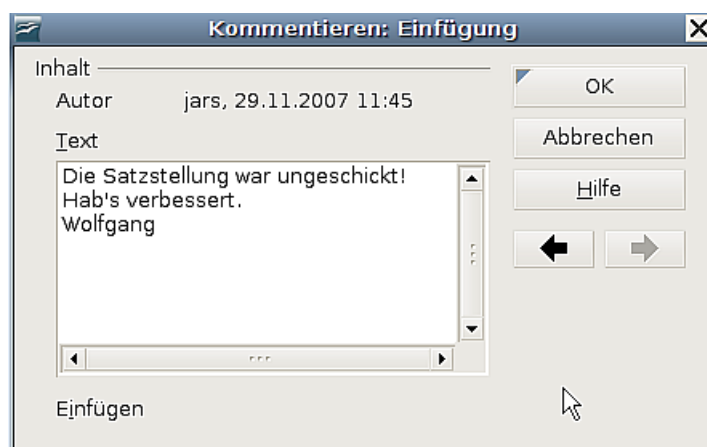 Kommentieren: Einfügung
Inhalt
Autor jars, 29.11.2007 11:45
Text
Die Satzstellung war ungeschickt!
Hab's verbessert.
Wolfgang
Einfügen
OK
Abbrechen
Hilfe